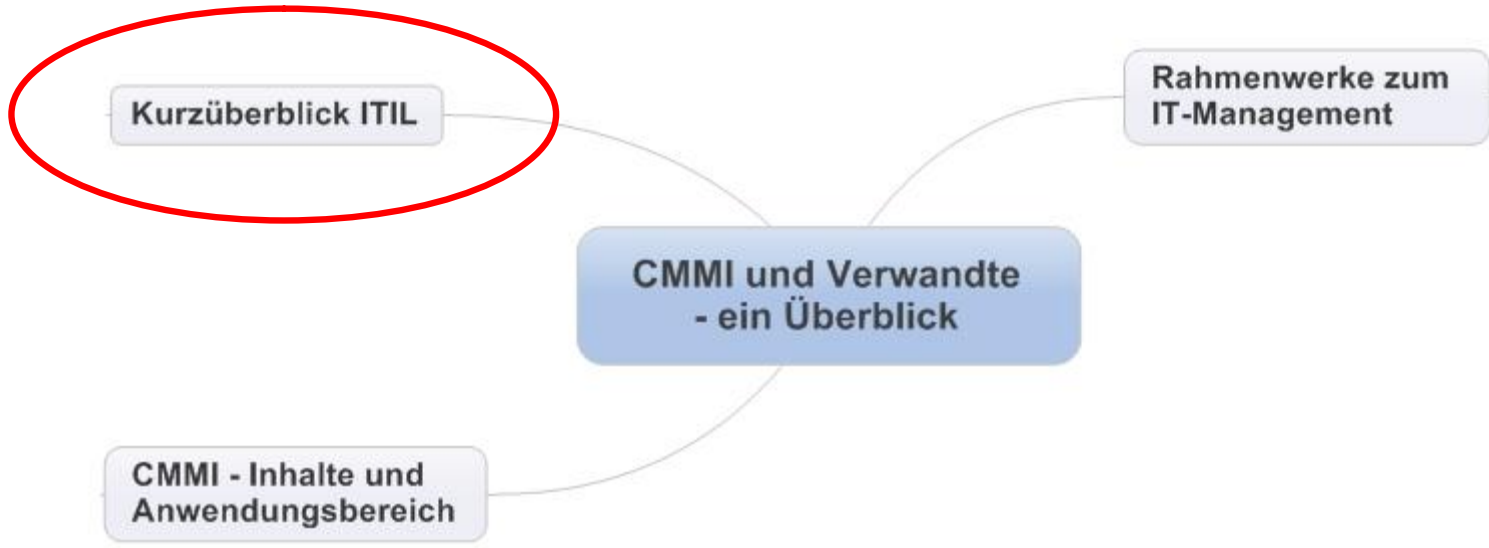 Kurzüberblick ITIL
Rahmenwerke zum
IT-Management
CMMI und Verwandte
- ein Überblick
CMMI - Inhalte und
Anwendungsbereich